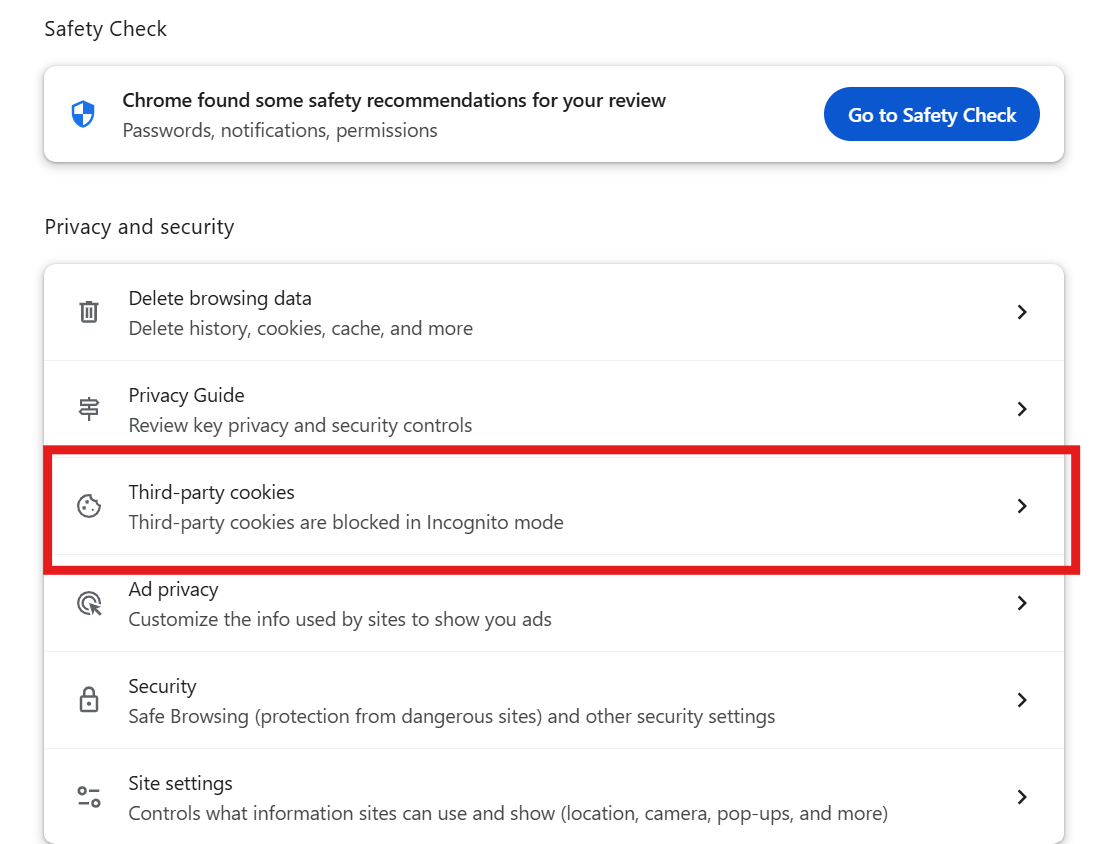 Safety Check
Chrome found some safety recommendations for your review
Passwords, notifications, permissions
Go to Safety Check
Privacy and security
Delete browsing data
Delete history, cookies, cache, and more
Privacy Guide
Review key privacy and security controls
Third-party cookies
Third-party cookies are blocked in Incognito mode
Ad privacy
Customize the info used by sites to show you ads
Security
Safe Browsing (protection from dangerous sites) and other security settings
Site settings
Controls what information sites can use and show (location, camera, pop-ups, and more)